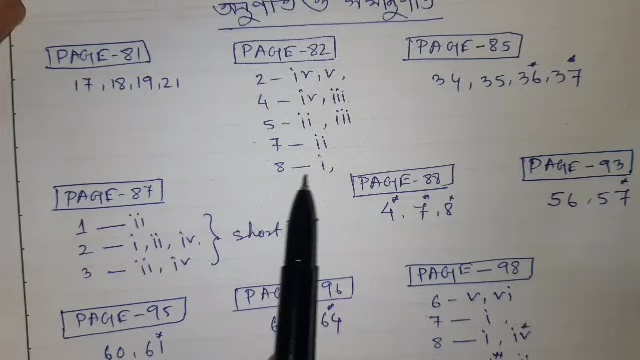 অনুপাত ও সমানুপাত
PAGE-81
17, 18, 19, 21
PAGE-82
2 - iv, v,
4 - iv, iii
5 - ii, iii
7 - ii
8 - i,
PAGE-85
34, 35, 36*, 37*
PAGE-87
1 - ii
2 - i, ii, iv.
3 - ii, iv
short
PAGE-88
4*, 7*, 8*
PAGE-93
56, 57*
PAGE-95
60, 61*
96
64*
PAGE-98
6 - v, vi
7 - i,
8 - i, iv*